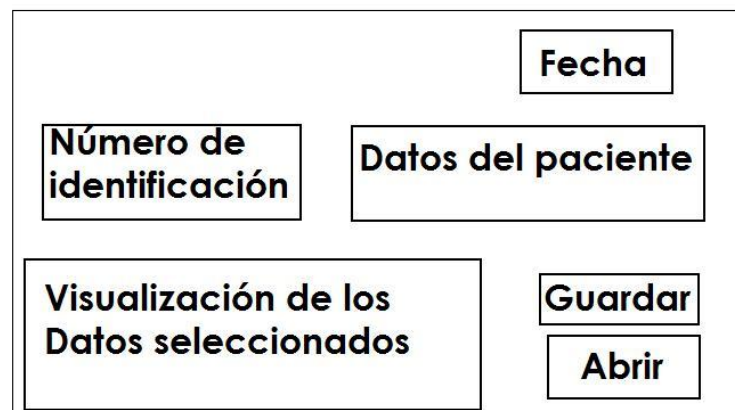 Fecha
Número de
identificación
Datos del paciente
Visualización de los
Datos seleccionados
Guardar
Abrir